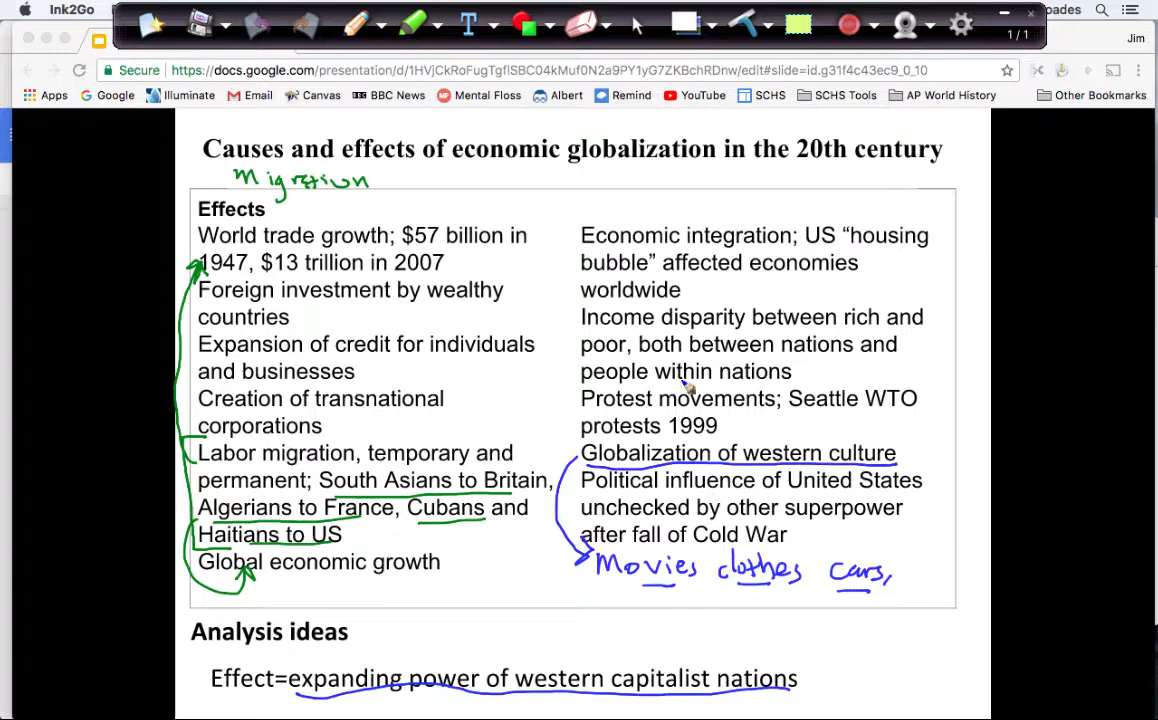 Ink2Go
pades
1/1
Jim
Secure
https://docs.google.com/presentation/d/1HVjCkRoFugTgflSBC04kMuf0N2a9PY1yG7ZKBchRDnw/edit#slide=id.g31f4c43ec9_0_10
Apps Google Illuminate Email Canvas BBC News Mental Floss Albert Remind YouTube SCHS SCHS Tools AP World History Other Bookmarks
Causes and effects of economic globalization in the 20th century
Migration
Effects
World trade growth; $57 billion in
1947, $13 trillion in 2007
Foreign investment by wealthy
countries
Expansion of credit for individuals
and businesses
Creation of transnational
corporations
Labor migration, temporary and
permanent; South Asians to Britain,
Algerians to France, Cubans and
Haitians to US
Global economic growth
Economic integration; US “housing
bubble” affected economies
worldwide
Income disparity between rich and
poor, both between nations and
people within nations
Protest movements; Seattle WTO
protests 1999
Globalization of western culture
Political influence of United States
unchecked by other superpower
after fall of Cold War
Movies clothes cars,
Analysis ideas
Effect=expanding power of western capitalist nations